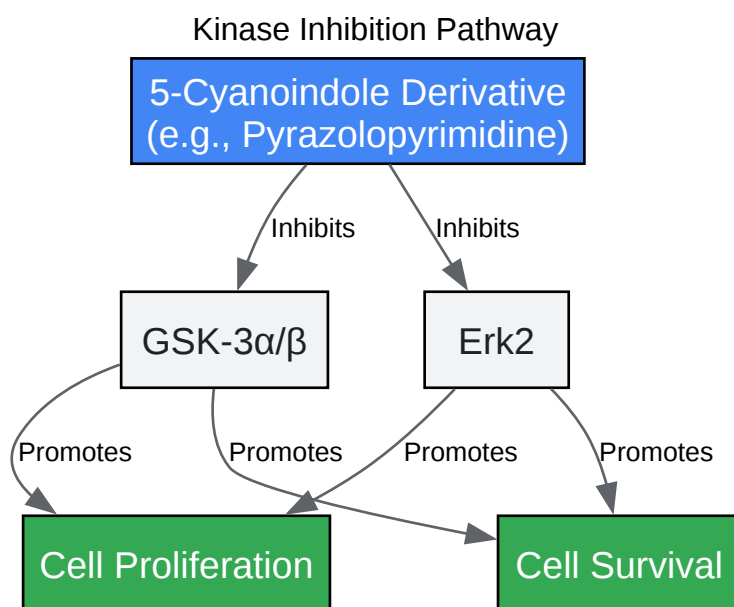 Kinase Inhibition Pathway
5-Cyanoindole Derivative
(e.g., Pyrazolopyrimidine)
Inhibits
Inhibits
GSK-3α/β
Erk2
Promotes
Promotes
Promotes
Promotes
Cell Proliferation
Cell Survival